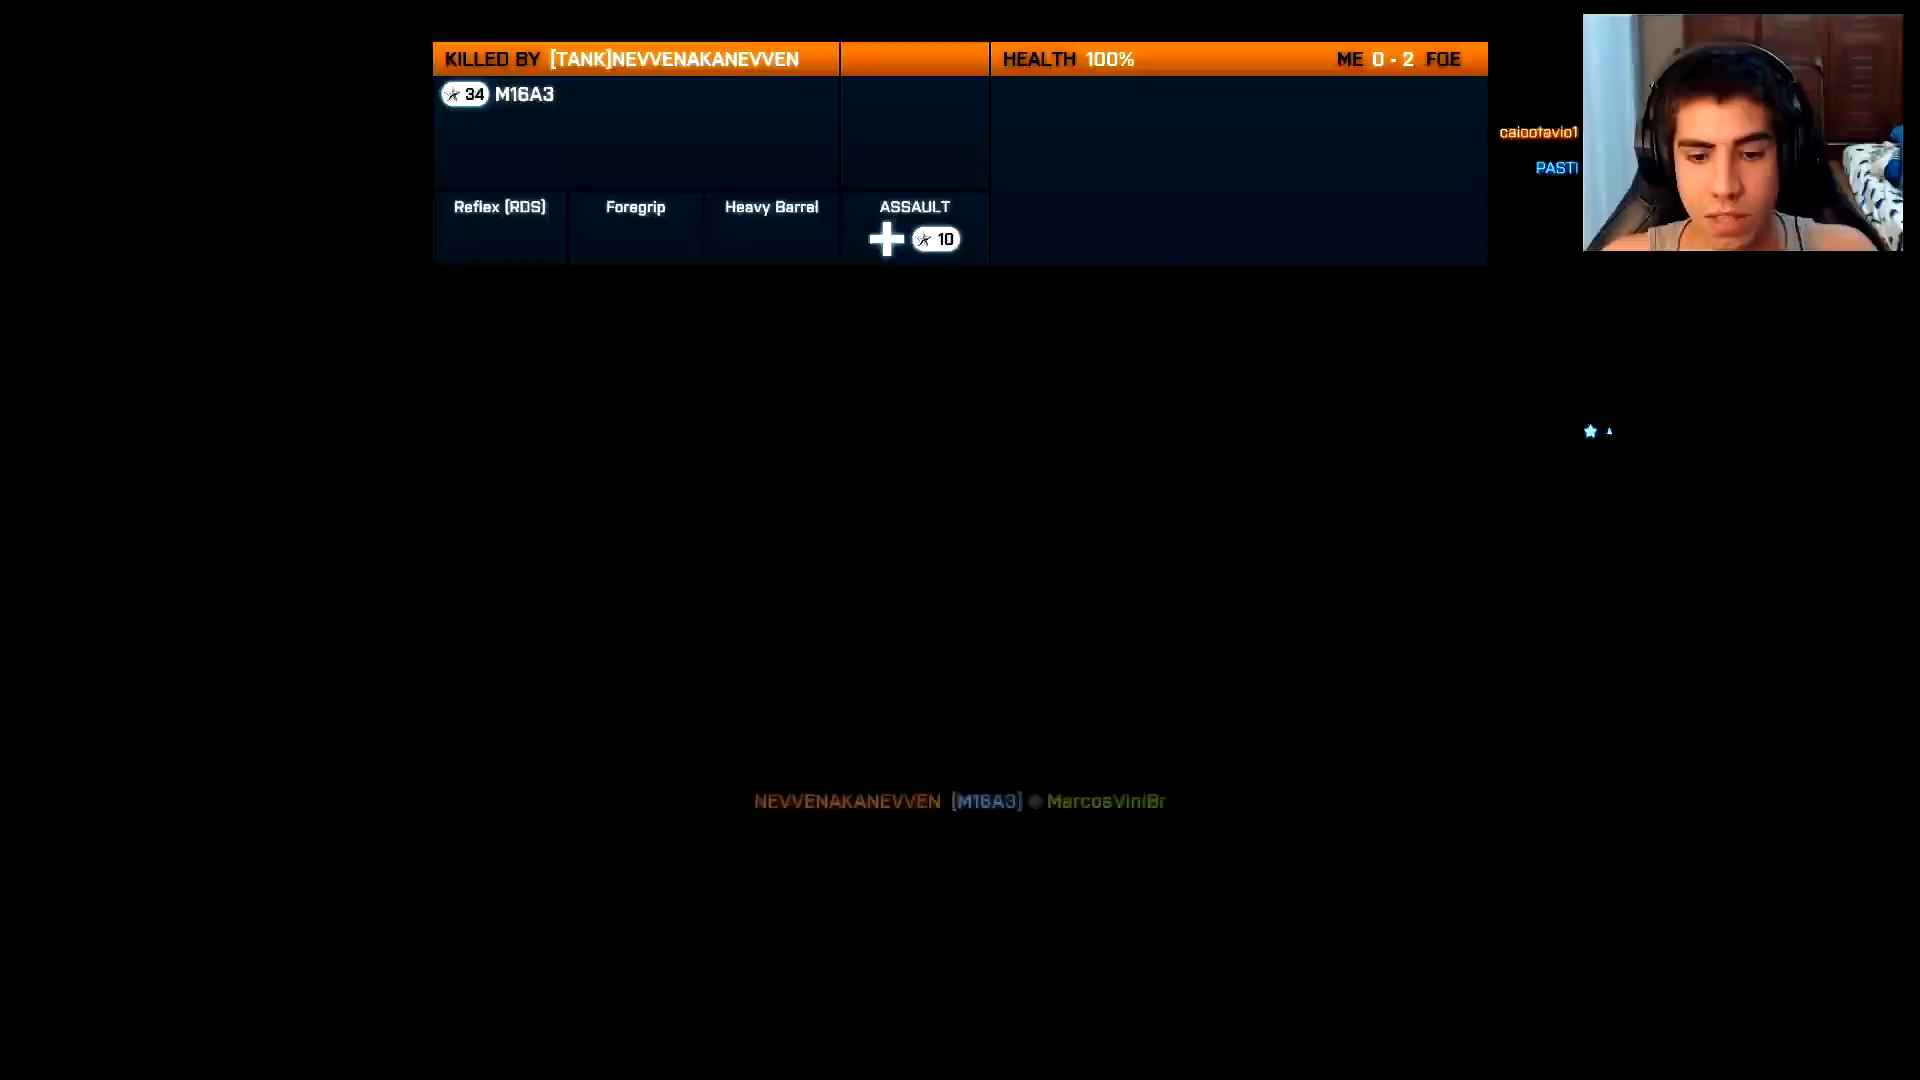 KILLED BY [TANK]NEVVENAKANEVVEN HEALTH 100% ME 0 - 2 FOE
34 M16A3
caiootavio1
PASTI
Reflex (RDS) Foregrip Heavy Barrel ASSAULT
10
NEVVENAKANEVVEN [M16A3] MarcosViniBr